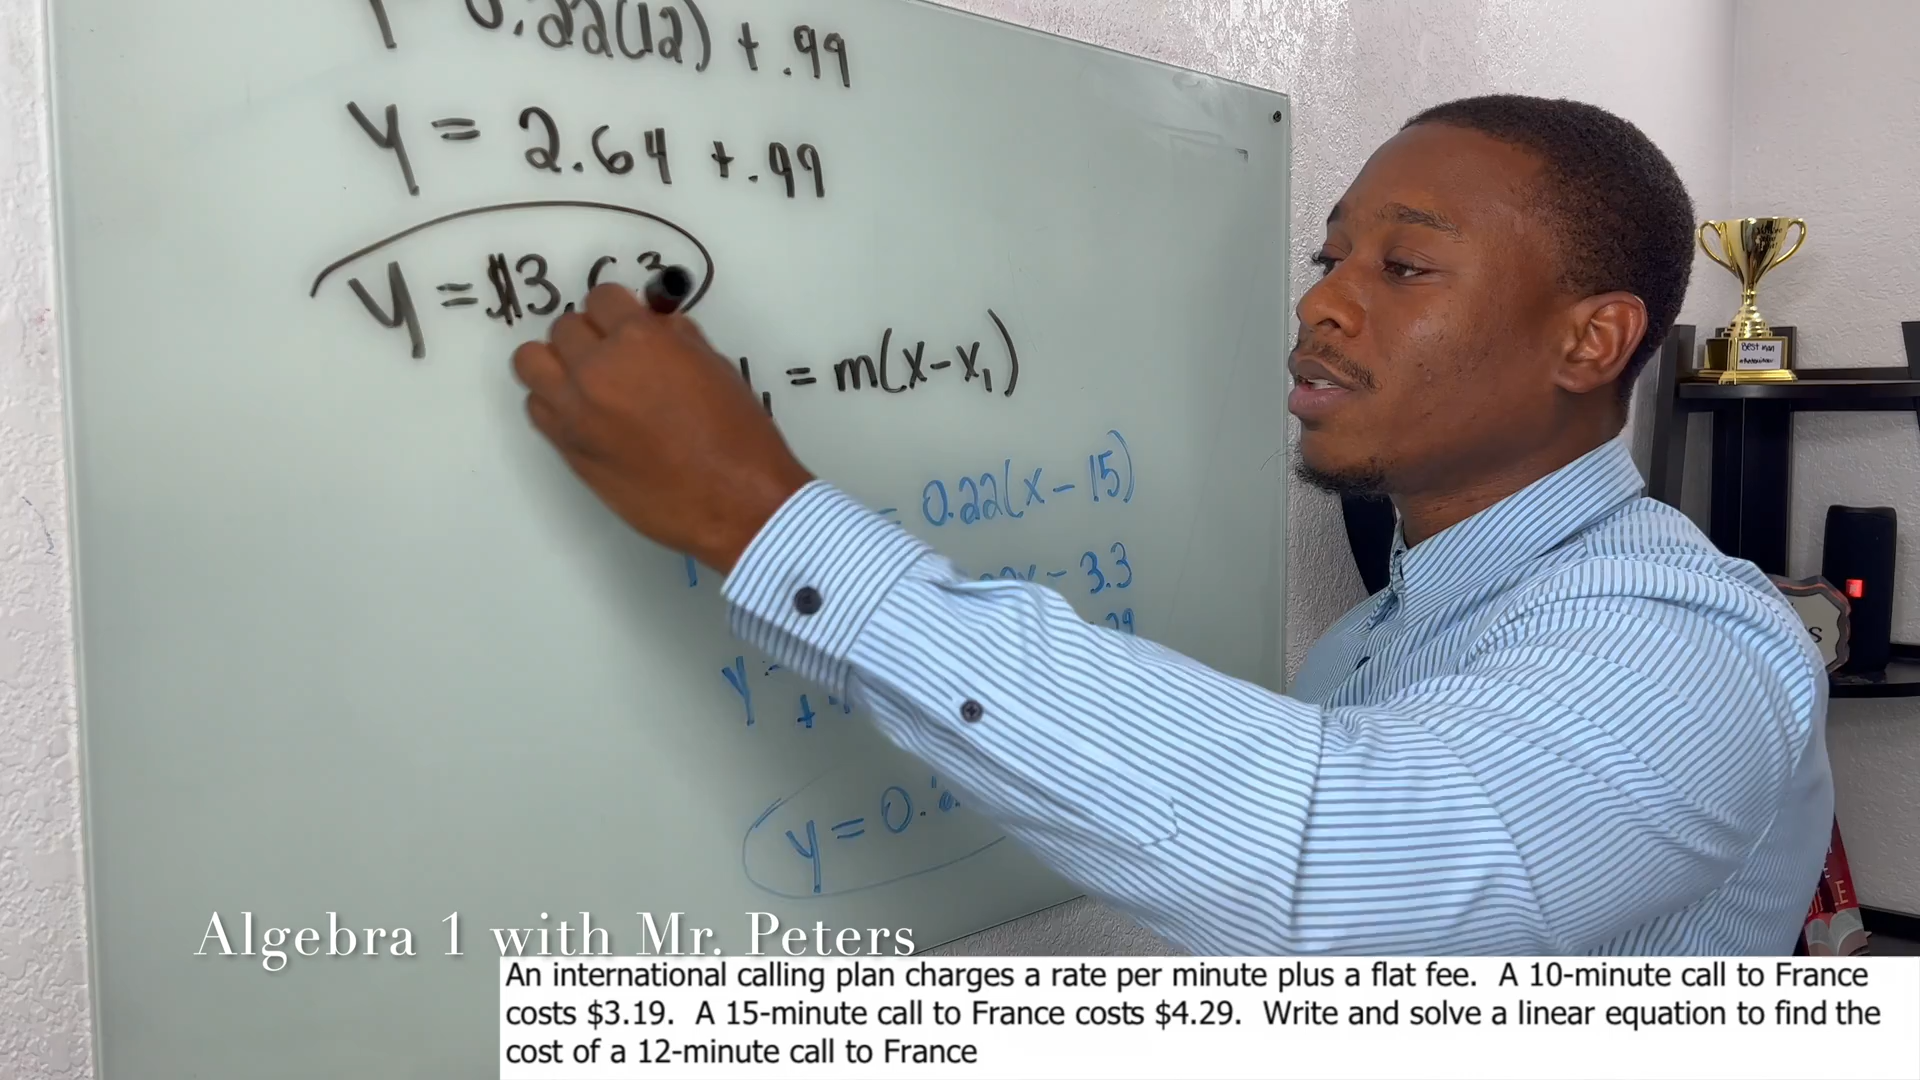 0.22(12) + .99
y = 2.64 + .99
y = $3.63
= m(x-x₁)
= 0.22(x - 15)
- 3.3
y
y = 0.2
Best man
Algebra 1 with Mr. Peters
An international calling plan charges a rate per minute plus a flat fee. A 10-minute call to France
costs $3.19. A 15-minute call to France costs $4.29. Write and solve a linear equation to find the
cost of a 12-minute call to France